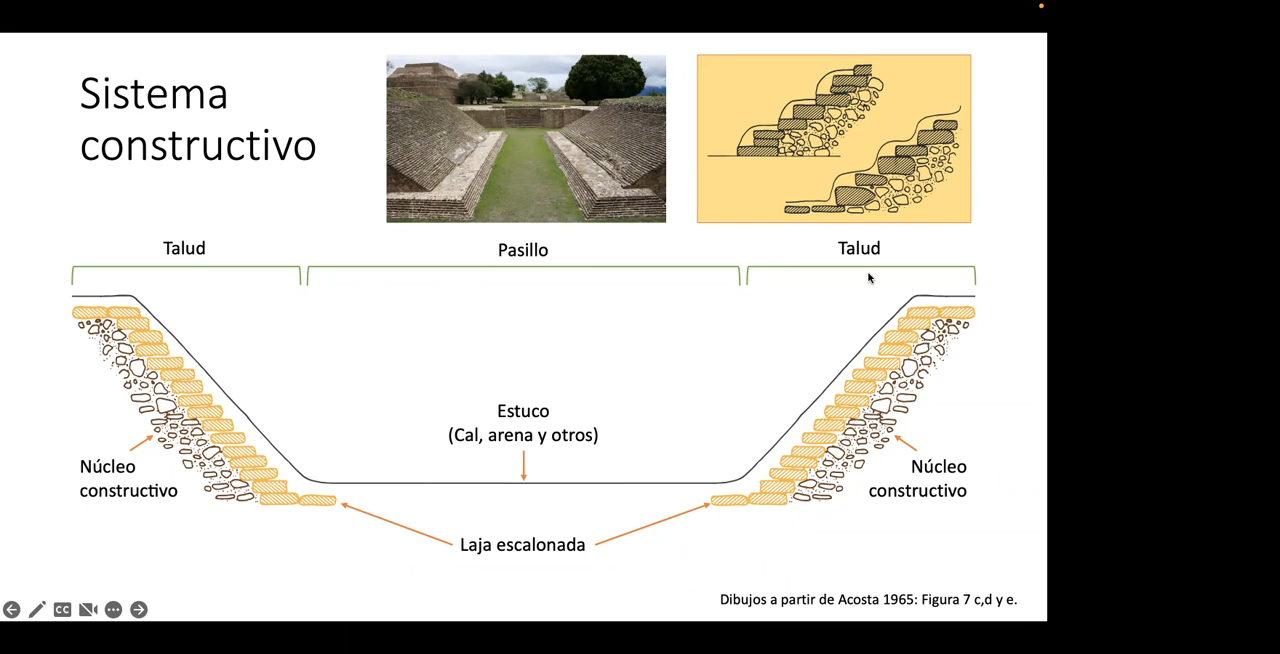 Sistema
constructivo
Talud
Pasillo
Talud
Estuco
(Cal, arena y otros)
Núcleo
constructivo
Núcleo
constructivo
Laja escalonada
Dibujos a partir de Acosta 1965: Figura 7 c,d y e.
CC